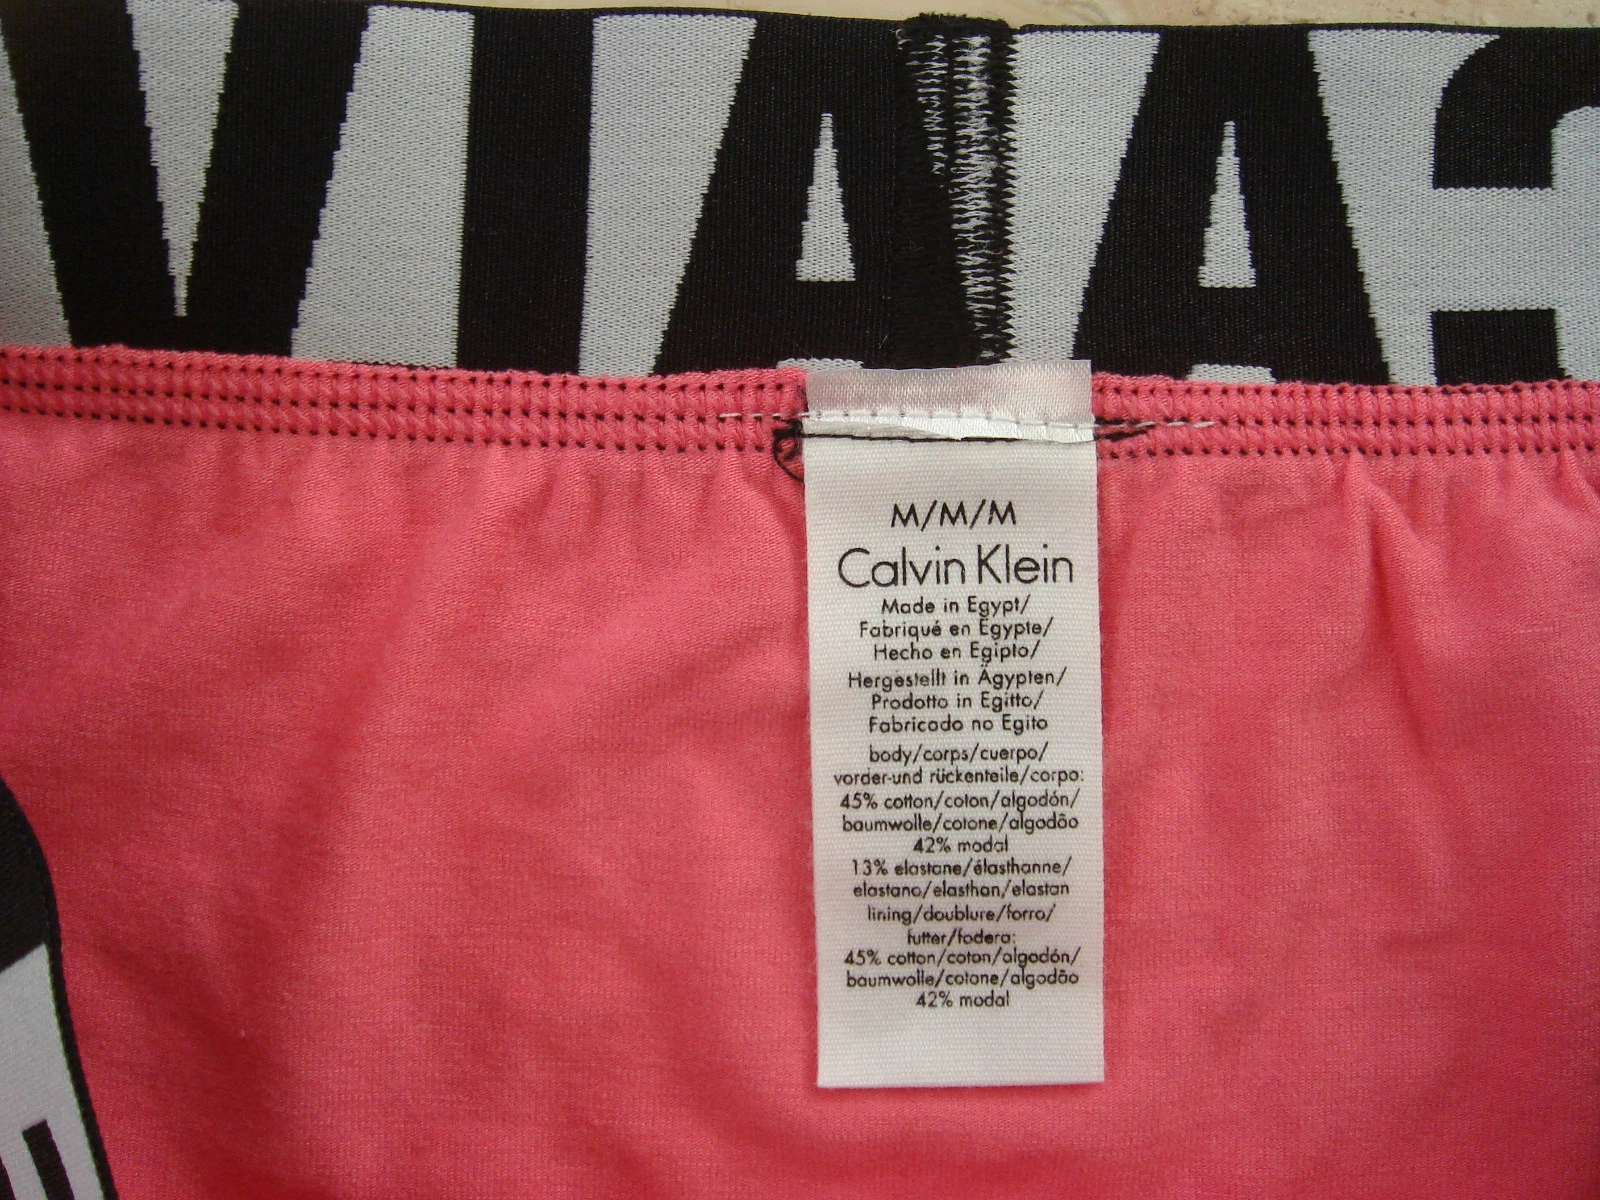 M/M/M
Calvin Klein
Made in Egypt/
Fabriqué en Egypte/
Hecho en Egipto/
Hergestellt in Ägypten/
Prodotto in Egitto/
Fabricado no Egito
body/corps/cuerpo/
vorder-und rückenteile/corpo:
45% cotton/coton/algodón/
baumwolle/cotone/algodão
42% modal
13% elastane/élasthanne/
elastano/elasthan/elastan
lining/doublure/forro/
futter/fodera:
45% cotton/coton/algodón/
baumwolle/cotone/algodão
42% modal